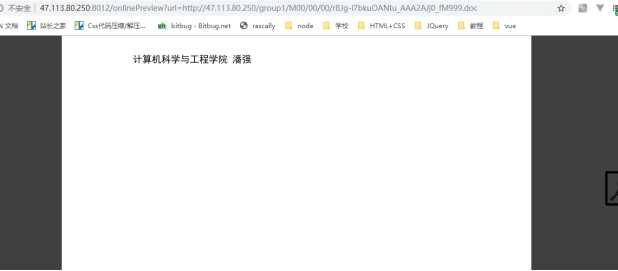 不安全 | 47.113.80.250:8012/onlinePreview?url=http://47.113.80.250/group1/M00/00/00/rBJg-l7bkuOANtu_AAA2AJj0_fM999.doc
文档 站长之家 Css代码压缩/解压... bitbug - Bitbug.net rascally node 学校 HTML+CSS JQuery 教程 vue
计算机科学与工程学院 潘强